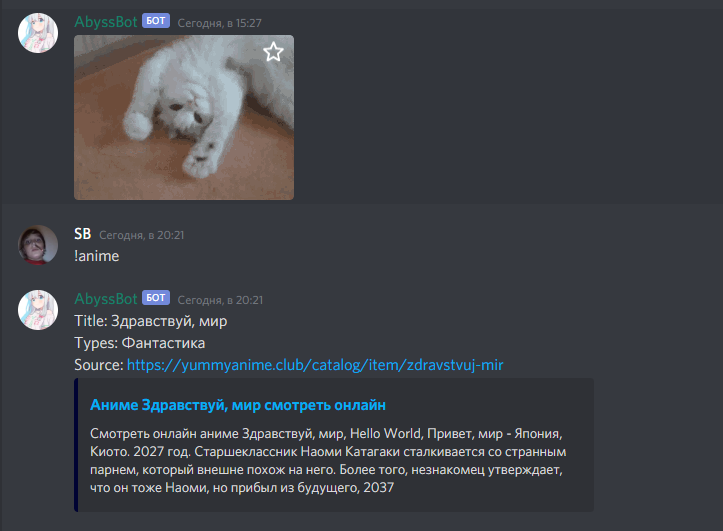 AbyssBot БОТ Сегодня, в 15:27
SB Сегодня, в 20:21
!anime
AbyssBot БОТ Сегодня, в 20:21
Title: Здравствуй, мир
Types: Фантастика
Source: https://yummyanime.club/catalog/item/zdravstvuj-mir
Аниме Здравствуй, мир смотреть онлайн
Смотреть онлайн аниме Здравствуй, мир, Hello World, Привет, мир - Япония,
Киото. 2027 год. Старшеклассник Наоми Катагаки сталкивается со странным
парнем, который внешне похож на него. Более того, незнакомец утверждает,
что он тоже Наоми, но прибыл из будущего, 2037